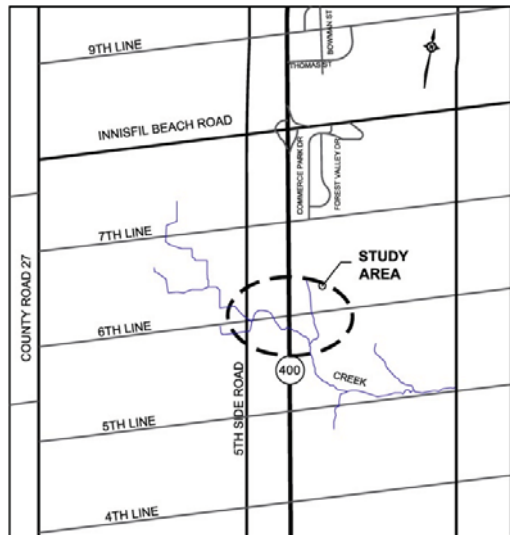 9TH LINE
BOWMAN ST
THOMAS ST
INNISFIL BEACH ROAD
COMMERCE PARK DR
FOREST VALLEY DR
7TH LINE
STUDY
AREA
COUNTY ROAD 27
6TH LINE
5TH SIDE ROAD
400
CREEK
5TH LINE
4TH LINE